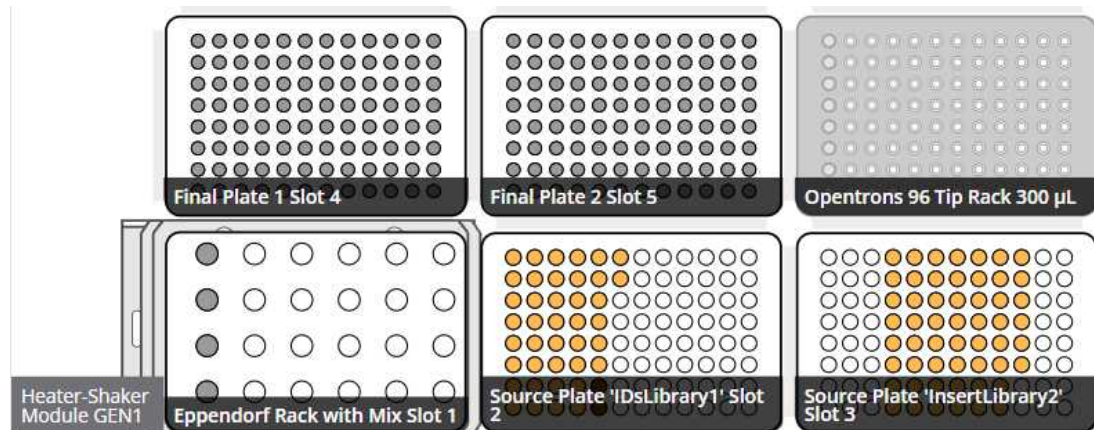 Final Plate 1 Slot 4
Final Plate 2 Slot 5
Opentrons 96 Tip Rack 300 µL
Heater-Shaker
Module GEN1
Eppendorf Rack with Mix Slot 1
Source Plate 'IDsLibrary1' Slot
2
Source Plate 'InsertLibrary2'
Slot 3